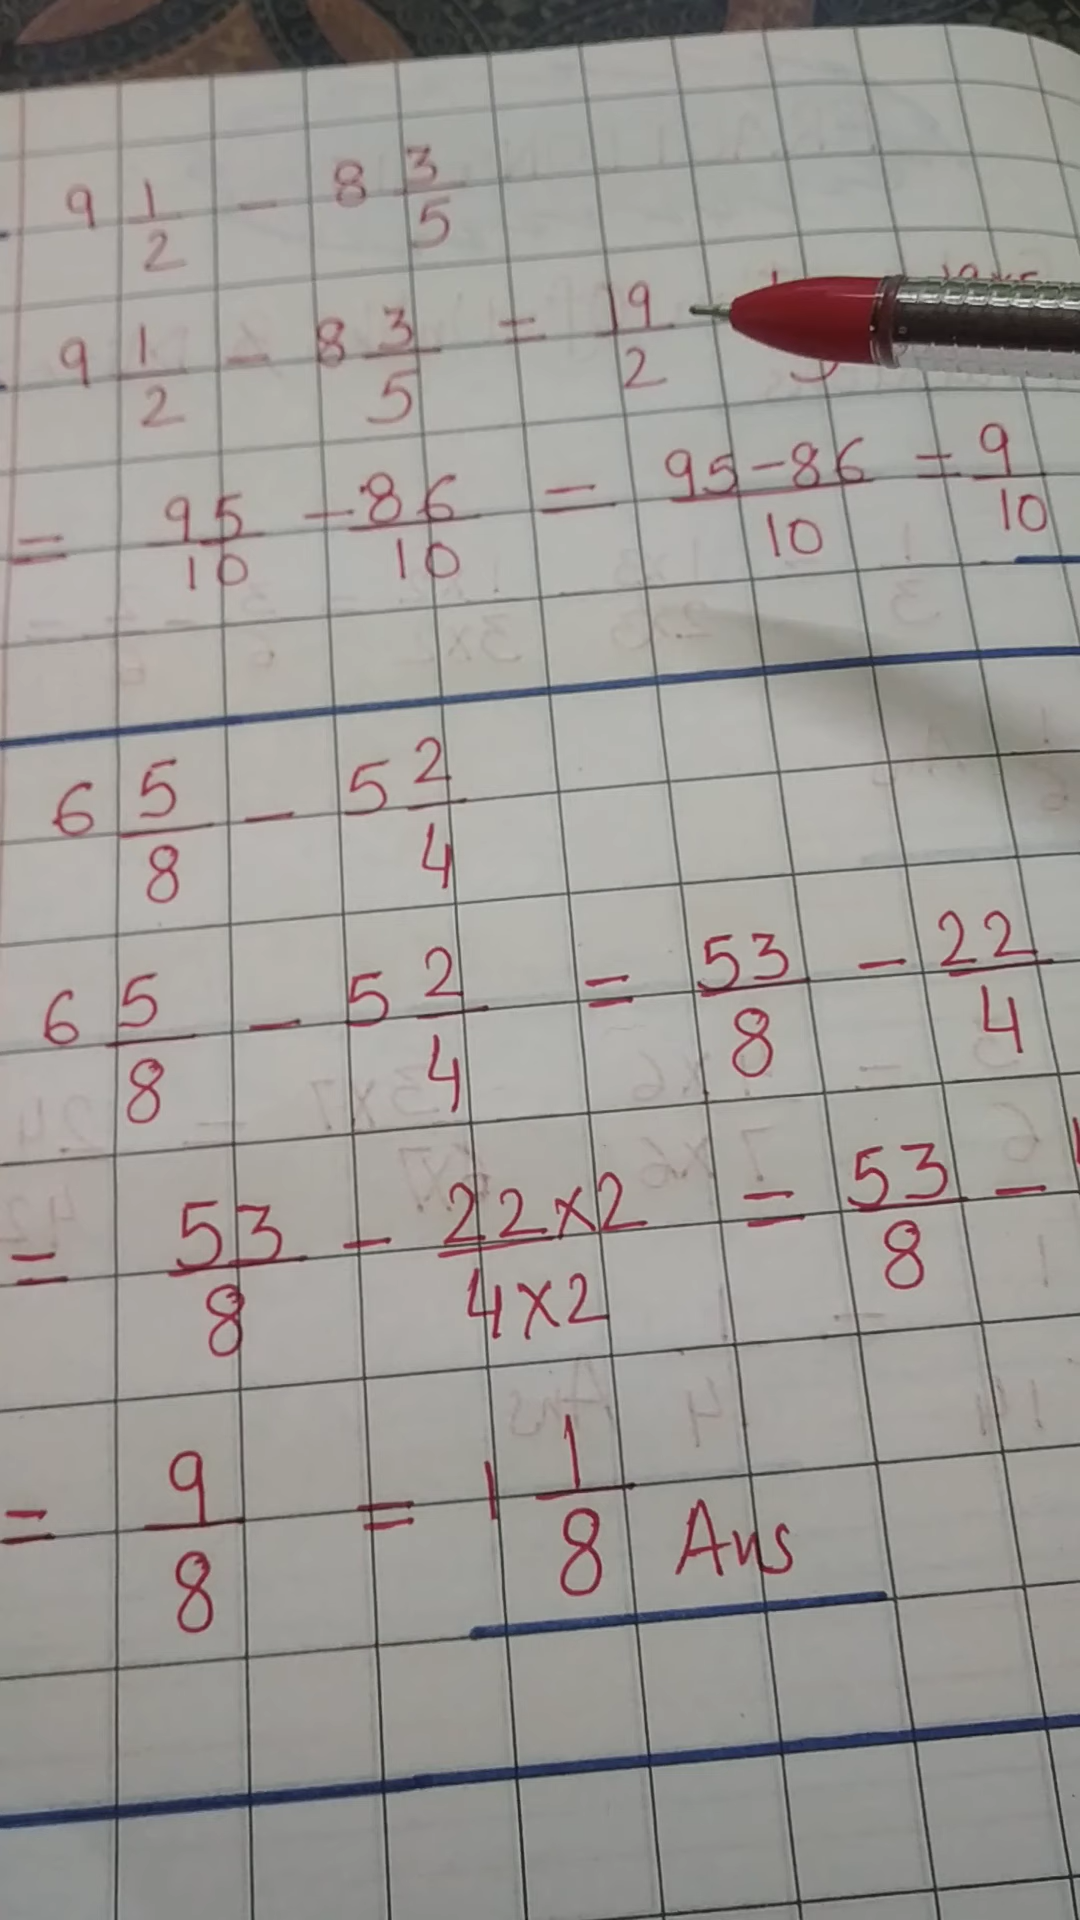 9 1/2 - 8 3/5
9 1/2 - 8 3/5 = 19/2
= 95/10 - 86/10 = 95-86/10 = 9/10
6 5/8 - 5 2/4
6 5/8 - 5 2/4 = 53/8 - 22/4
= 53/8 - 22×2/4×2 = 53/8 -
= 9/8 = 1 1/8 Ans